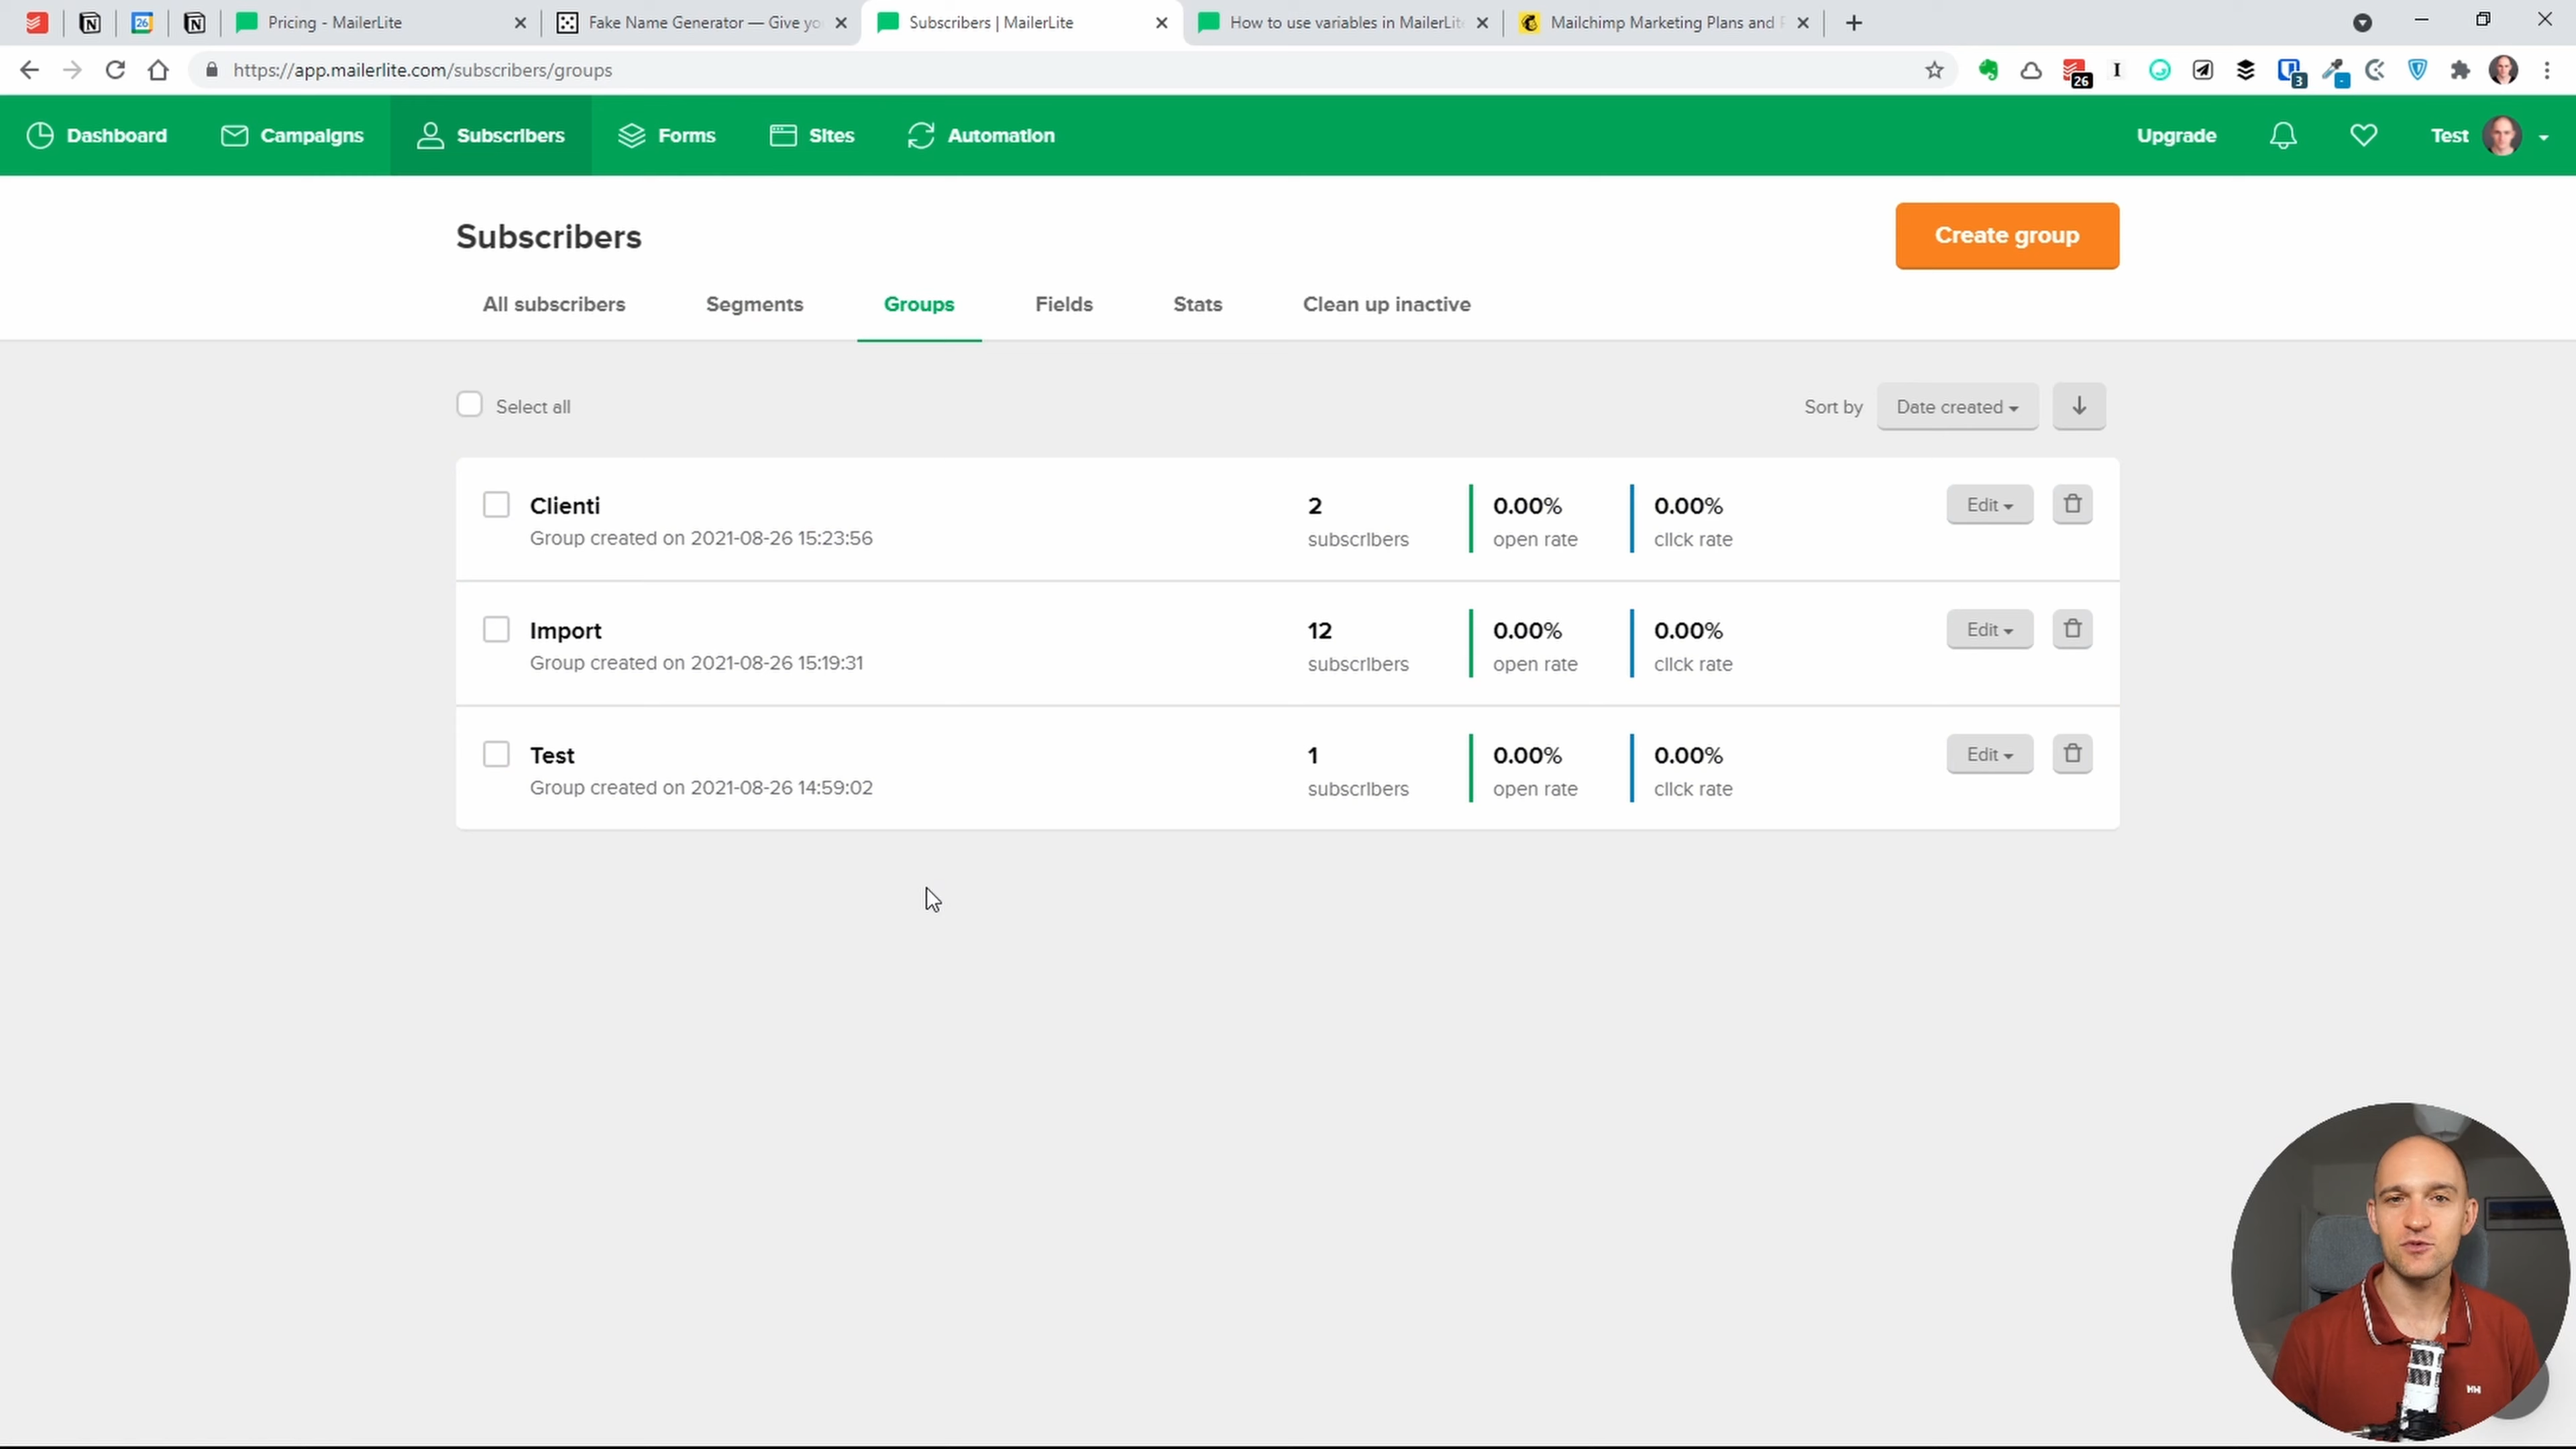 Pricing - MailerLite
Fake Name Generator — Give yo
Subscribers | MailerLite
How to use variables in MailerLit
Mailchimp Marketing Plans and P
https://app.mailerlite.com/subscribers/groups
26
3
Dashboard
Campaigns
Subscribers
Forms
Sites
Automation
Upgrade
Test
Subscribers
Create group
All subscribers
Segments
Groups
Fields
Stats
Clean up inactive
Select all
Sort by
Date created
Clienti
Group created on 2021-08-26 15:23:56
2
subscribers
0.00%
open rate
0.00%
click rate
Edit
Import
Group created on 2021-08-26 15:19:31
12
subscribers
0.00%
open rate
0.00%
click rate
Edit
Test
Group created on 2021-08-26 14:59:02
1
subscribers
0.00%
open rate
0.00%
click rate
Edit
HH